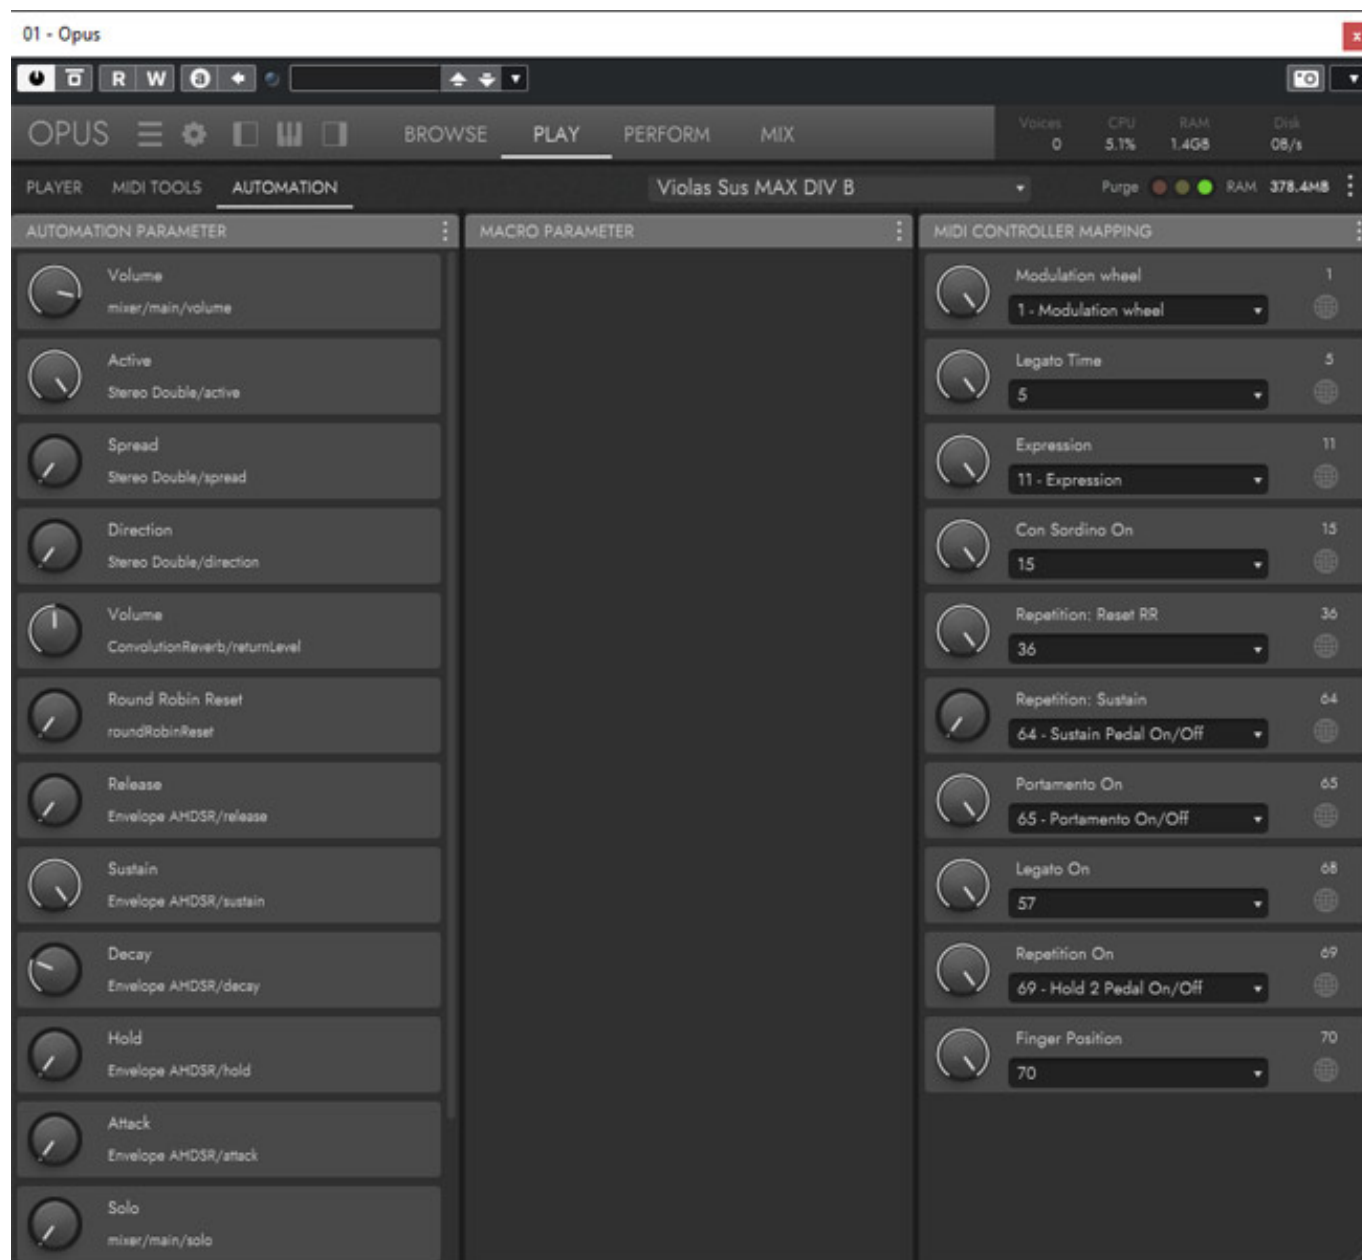 01 - Opus
x
R W a
OPUS BROWSE PLAY PERFORM MIX
Voices CPU RAM Disk
0 5.1% 1.4GB 0B/s
PLAYER MIDI TOOLS AUTOMATION Violas Sus MAX DIV B Purge RAM 378.4MB
AUTOMATION PARAMETER
Volume
mixer/main/volume
Active
Stereo Double/active
Spread
Stereo Double/spread
Direction
Stereo Double/direction
Volume
ConvolutionReverb/returnLevel
Round Robin Reset
roundRobinReset
Release
Envelope AHDSR/release
Sustain
Envelope AHDSR/sustain
Decay
Envelope AHDSR/decay
Hold
Envelope AHDSR/hold
Attack
Envelope AHDSR/attack
Solo
mixer/main/solo
MACRO PARAMETER
MIDI CONTROLLER MAPPING
Modulation wheel 1
1 - Modulation wheel
Legato Time 5
5
Expression 11
11 - Expression
Con Sordino On 15
15
Repetition: Reset RR 36
36
Repetition: Sustain 64
64 - Sustain Pedal On/Off
Portamento On 65
65 - Portamento On/Off
Legato On 68
57
Repetition On 69
69 - Hold 2 Pedal On/Off
Finger Position 70
70